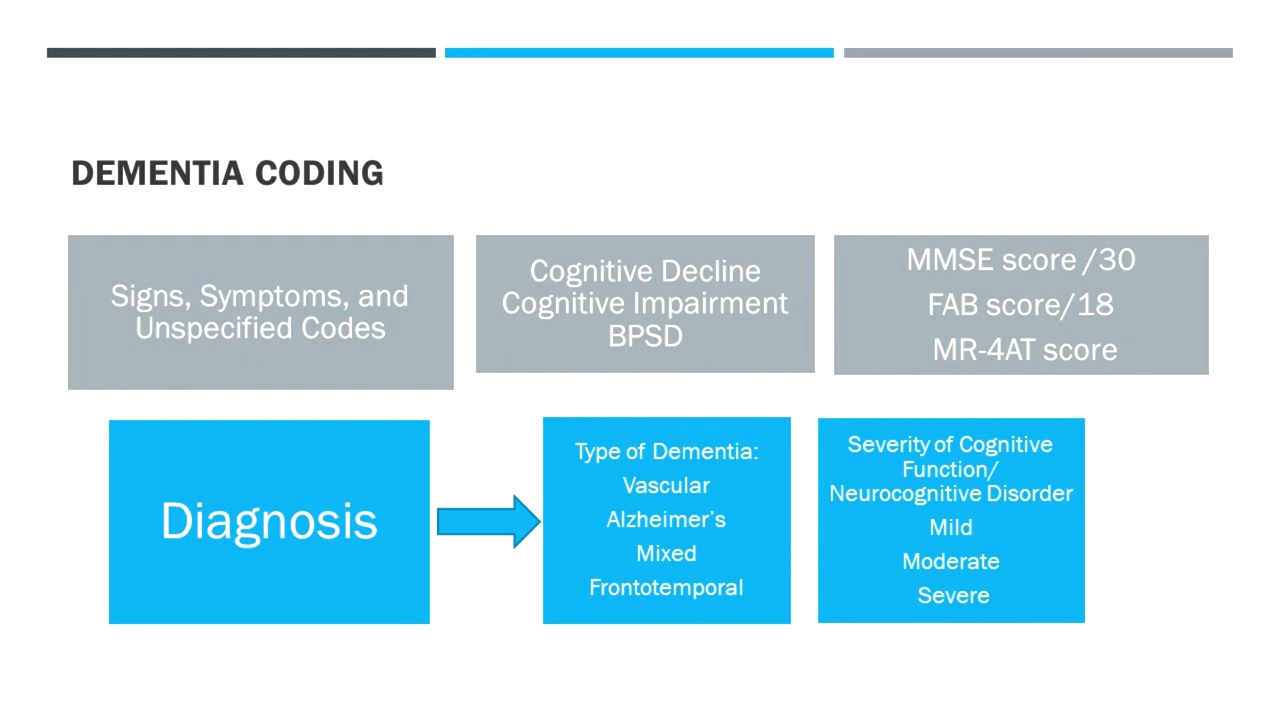 DEMENTIA CODING
Signs, Symptoms, and
Unspecified Codes
Cognitive Decline
Cognitive Impairment
BPSD
MMSE score /30
FAB score/18
MR-4AT score
Diagnosis
Type of Dementia:
Vascular
Alzheimer's
Mixed
Frontotemporal
Severity of Cognitive
Function/
Neurocognitive Disorder
Mild
Moderate
Severe